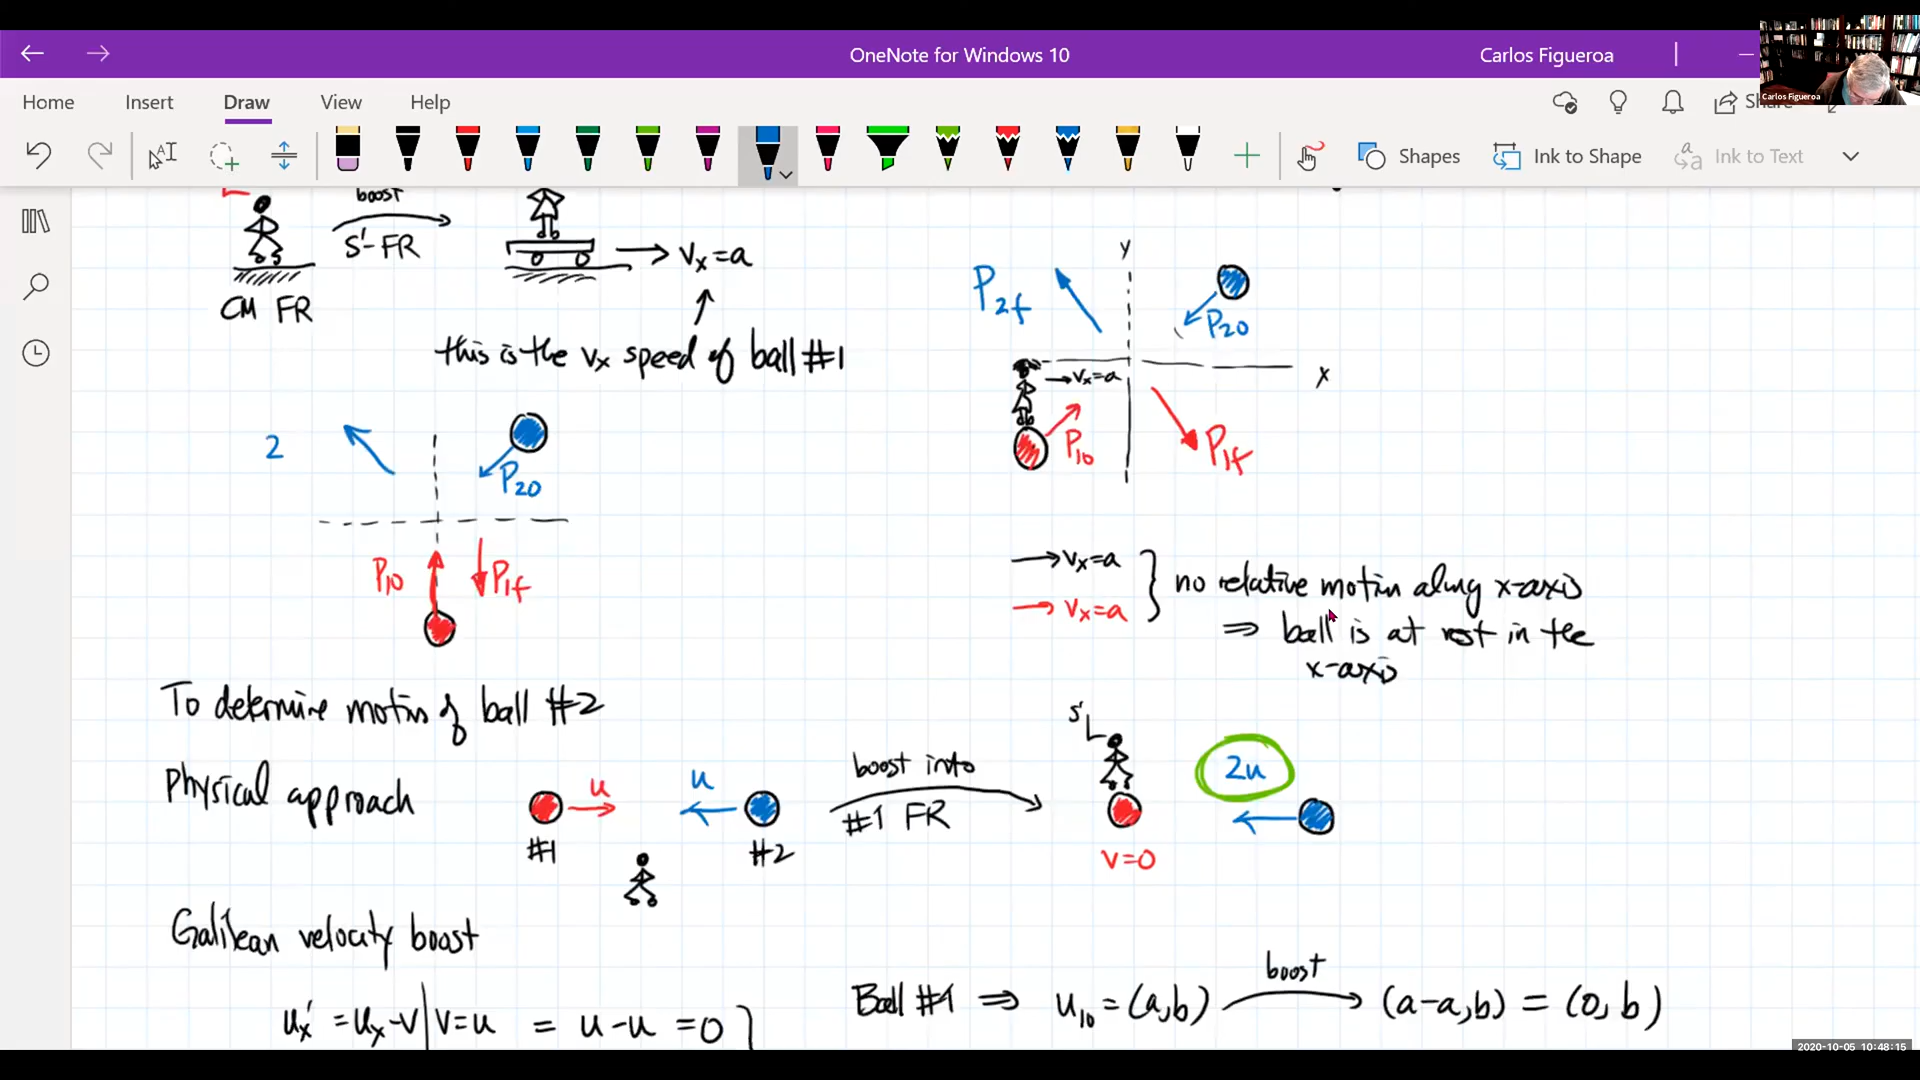 OneNote for Windows 10
Carlos Figueroa
Carlos Figueroa
Home Insert Draw View Help
Share
Shapes Ink to Shape Ink to Text
boost
S'-FR
CM FR
Vx=a
this is the Vx speed of ball #1
y
x
P2f
P20
→Vx=a
P10
P1f
2
P20
P10
P1f
→Vx=a
→Vx=a
no relative motion along x-axis
⇒ ball is at rest in the
x-axis
To determine motion of ball #2
Physical approach
u
u
#1
#2
boost into
#1 FR
S'
V=0
2u
Galilean velocity boost
ux' = ux-V|V=u = u-u =0
Ball #1 ⇒ u10=(a,b) boost (a-a,b) = (0,b)
2020-10-05 10:48:15